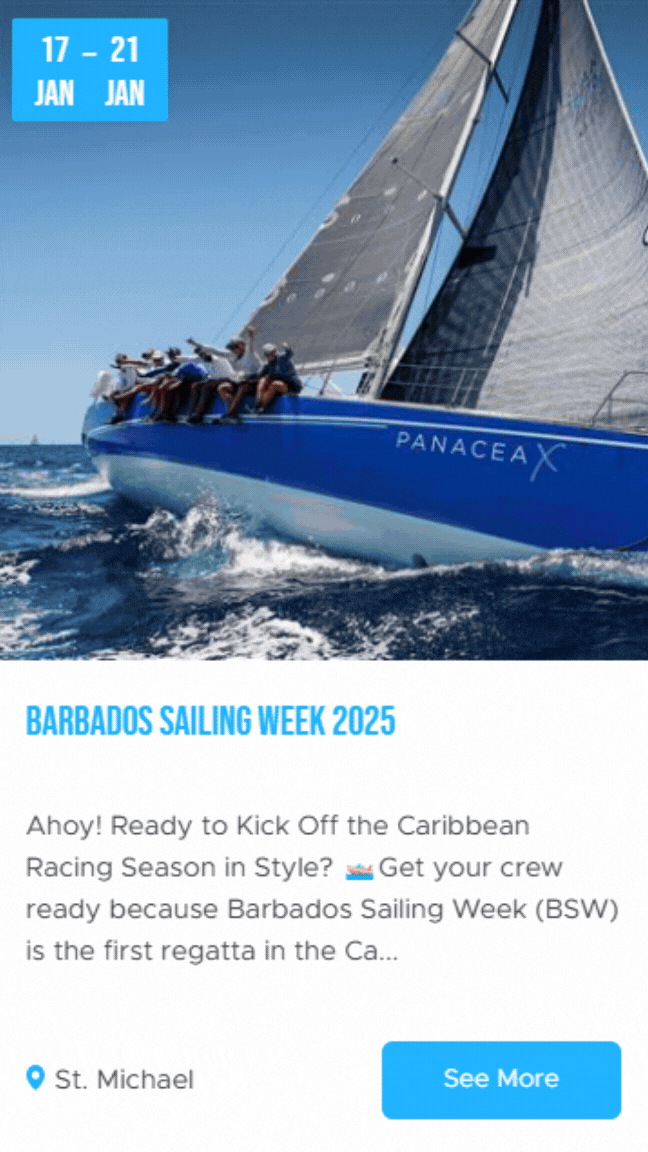 17 – 21
JAN JAN
PANACEA X
BARBADOS SAILING WEEK 2025
Ahoy! Ready to Kick Off the Caribbean
Racing Season in Style? 🚤 Get your crew
ready because Barbados Sailing Week (BSW)
is the first regatta in the Ca...
St. Michael
See More